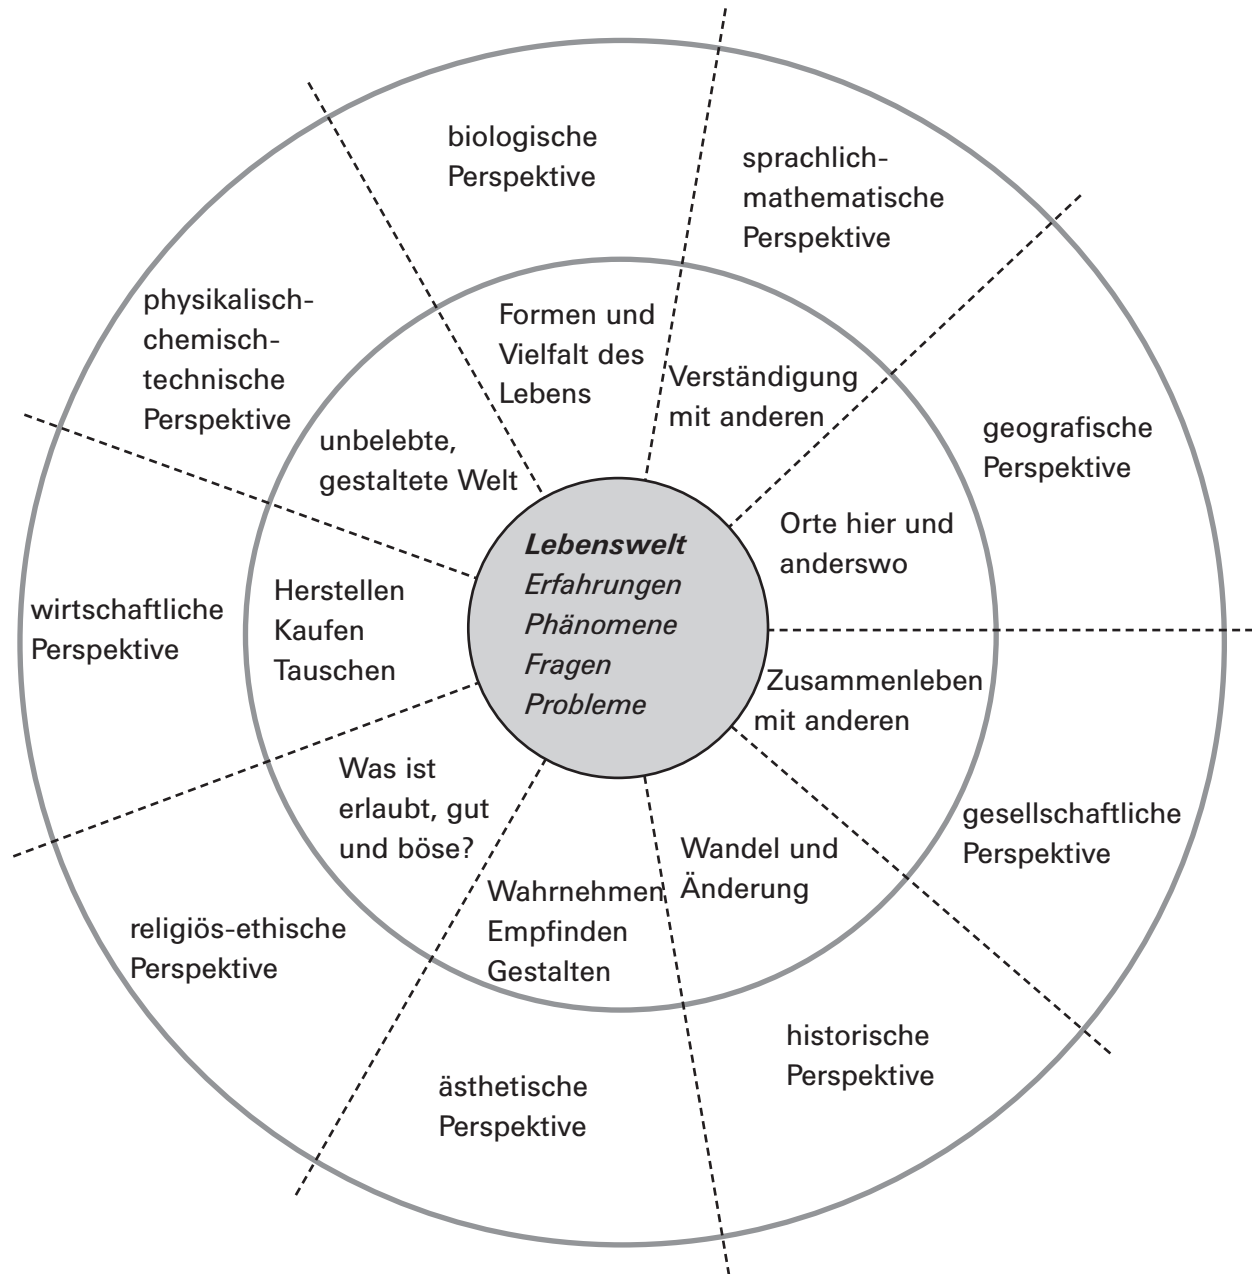 biologische
Perspektive
sprachlich-
mathematische
Perspektive
physikalisch-
chemisch-
technische
Perspektive
Formen und
Vielfalt des
Lebens
Verständigung
mit anderen
geografische
Perspektive
unbelebte,
gestaltete Welt
Orte hier und
anderswo
Lebenswelt
Erfahrungen
Phänomene
Fragen
Probleme
wirtschaftliche
Perspektive
Herstellen
Kaufen
Tauschen
Zusammenleben
mit anderen
Was ist
erlaubt, gut
und böse?
gesellschaftliche
Perspektive
Wandel und
Änderung
Wahrnehmen
Empfinden
Gestalten
religiös-ethische
Perspektive
historische
Perspektive
ästhetische
Perspektive